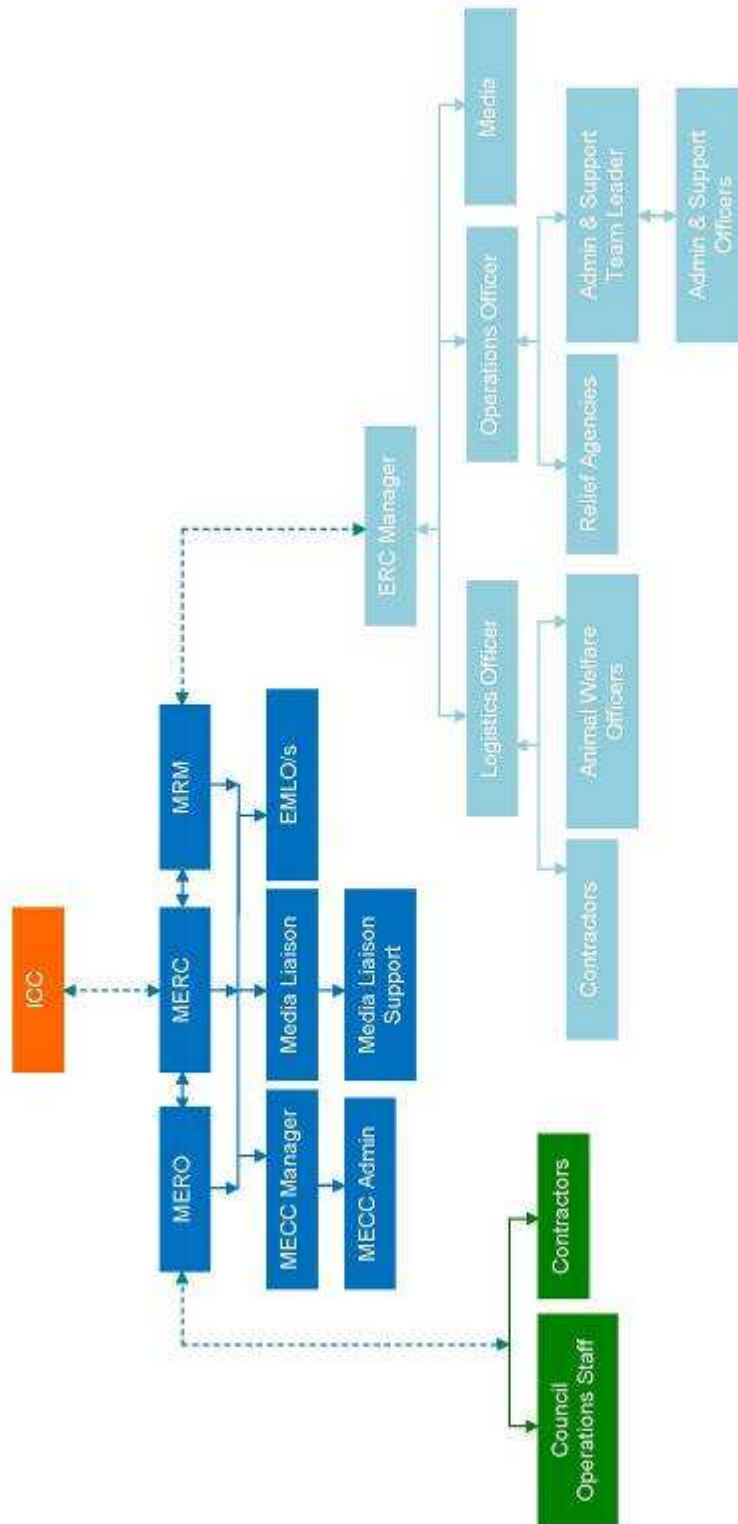 ICC
MERO
MERC
MRM
MECC Manager
Media Liaison
EMLO/s
MECC Admin
Media Liaison
Support
ERC Manager
Logistics Officer
Operations Officer
Media
Council
Operations Staff
Contractors
Contractors
Animal Welfare
Officers
Relief Agencies
Admin & Support
Team Leader
Admin & Support
Officers